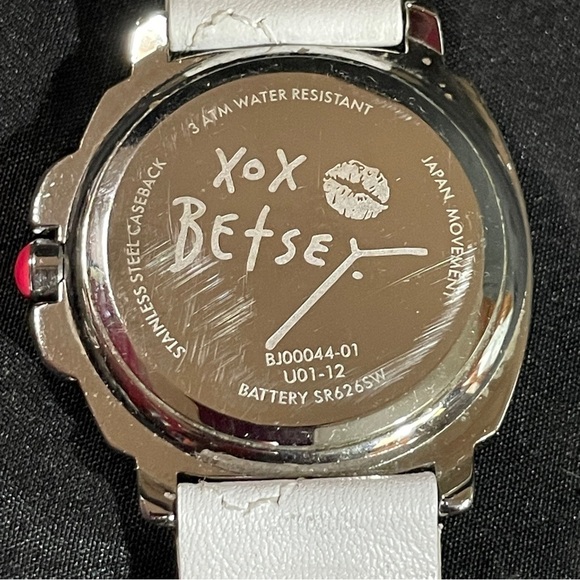 3 ATM WATER RESISTANT
STAINLESS STEEL CASEBACK
JAPAN MOVEMENT
XOX
BEtsey
BJ00044-01
U01-12
BATTERY SR626SW